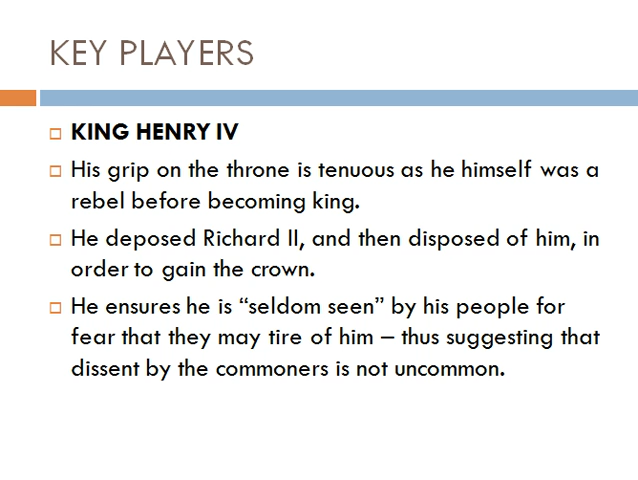 KEY PLAYERS
KING HENRY IV
His grip on the throne is tenuous as he himself was a
rebel before becoming king.
He deposed Richard II, and then disposed of him, in
order to gain the crown.
He ensures he is “seldom seen” by his people for
fear that they may tire of him – thus suggesting that
dissent by the commoners is not uncommon.